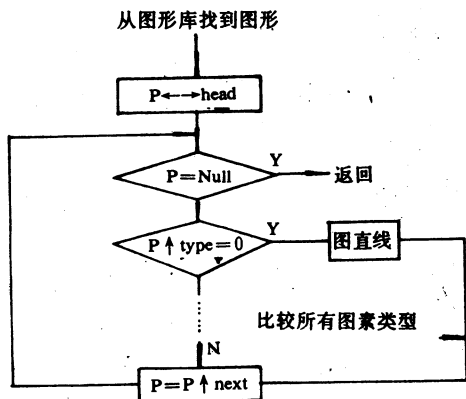 从图形库找到图形
P←→head
P=Null
Y
返回
P↑type=0
Y
图直线
比较所有图素类型
N
P=P↑next